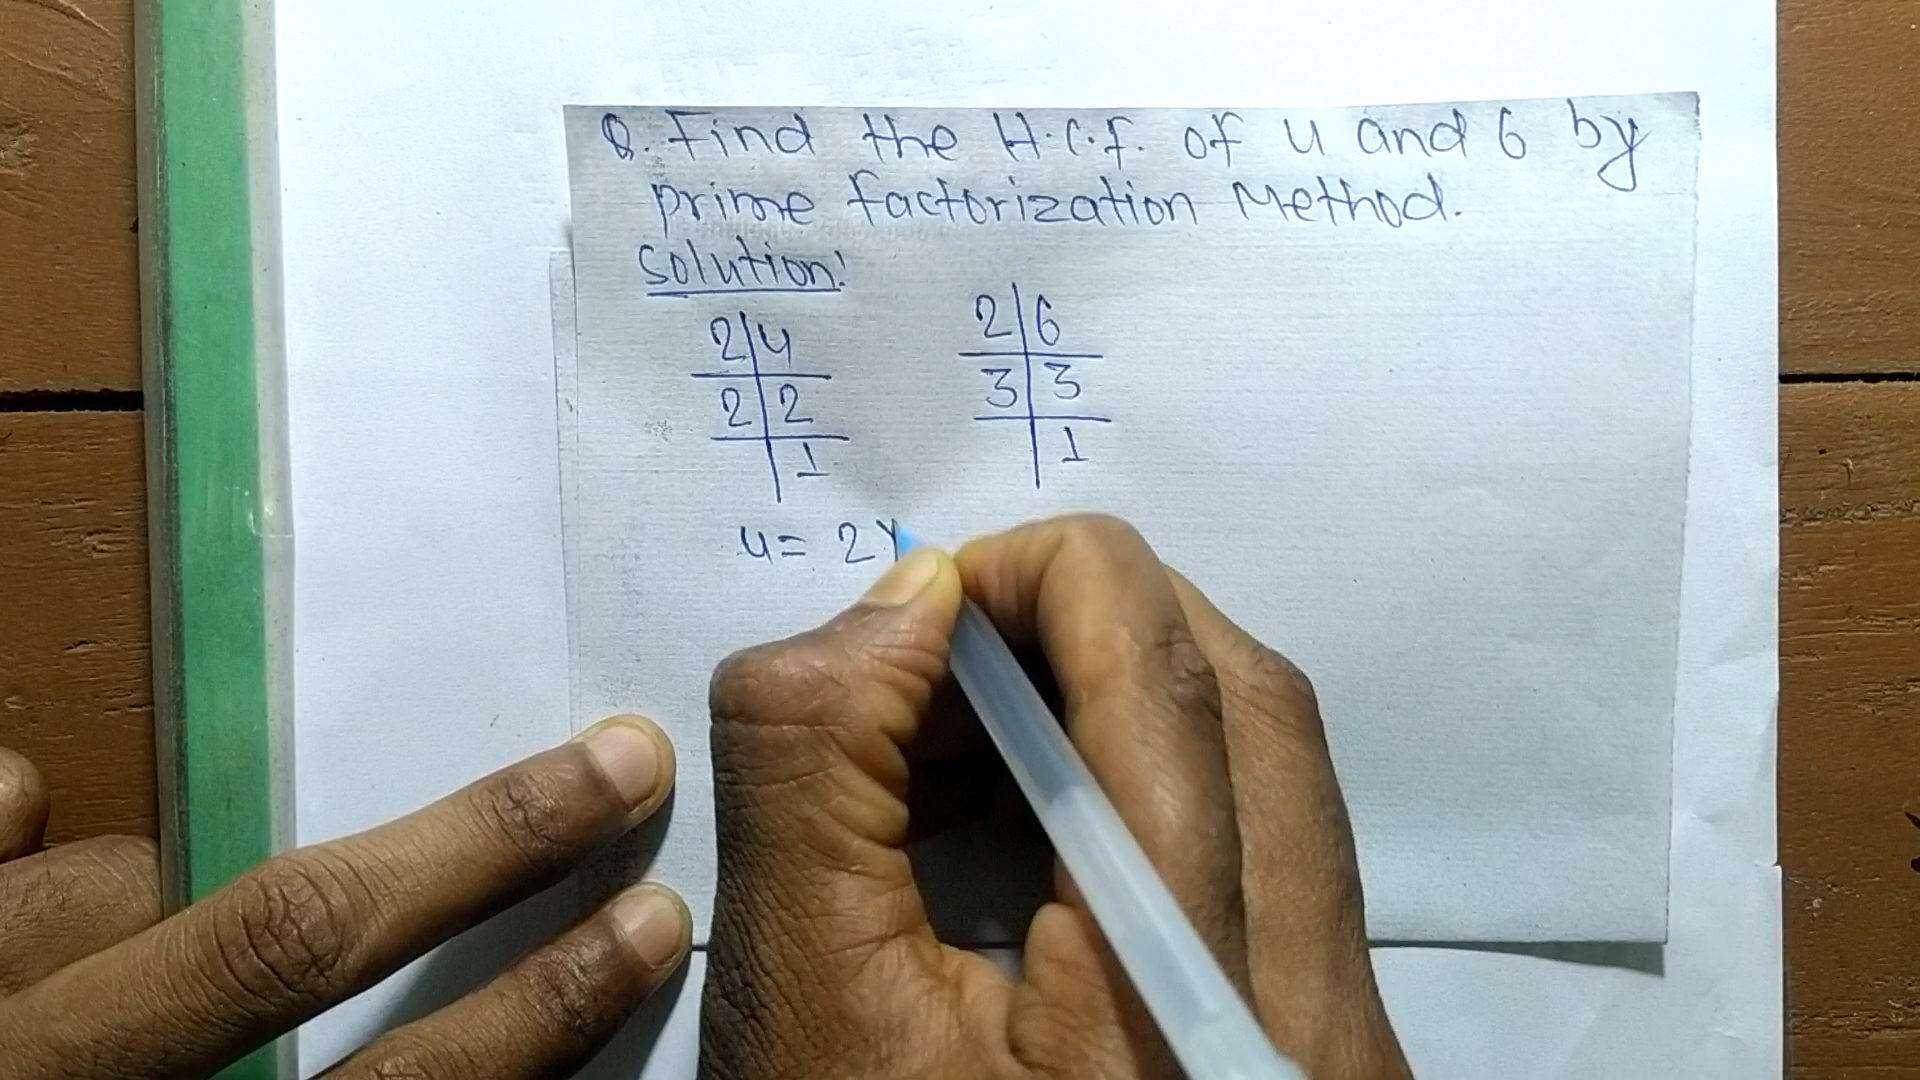 Q. Find the H.C.F. of 4 and 6 by
prime factorization Method.
Solution:
2 4
2 2
1
2 6
3 3
1
4 = 2 ×